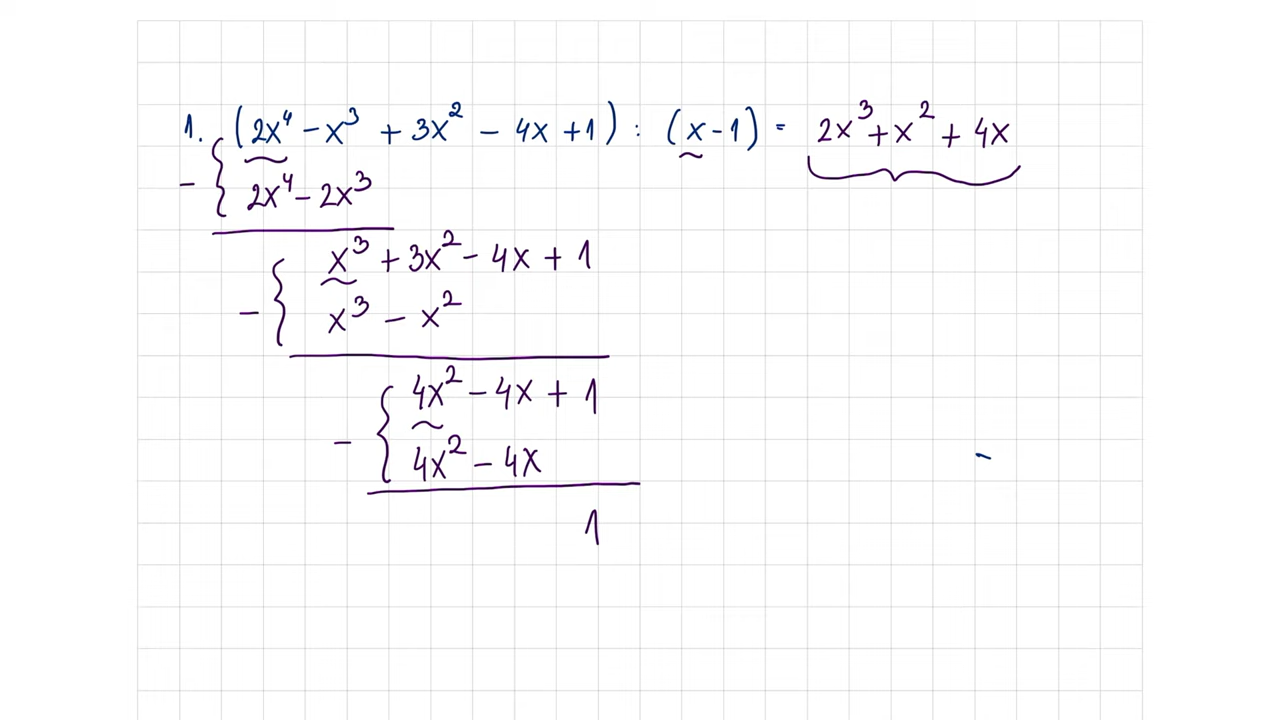 1. (2x⁴ - x³ + 3x² - 4x + 1) : (x - 1) = 2x³ + x² + 4x
- { 2x⁴ - 2x³
x³ + 3x² - 4x + 1
- { x³ - x²
4x² - 4x + 1
- { 4x² - 4x
1